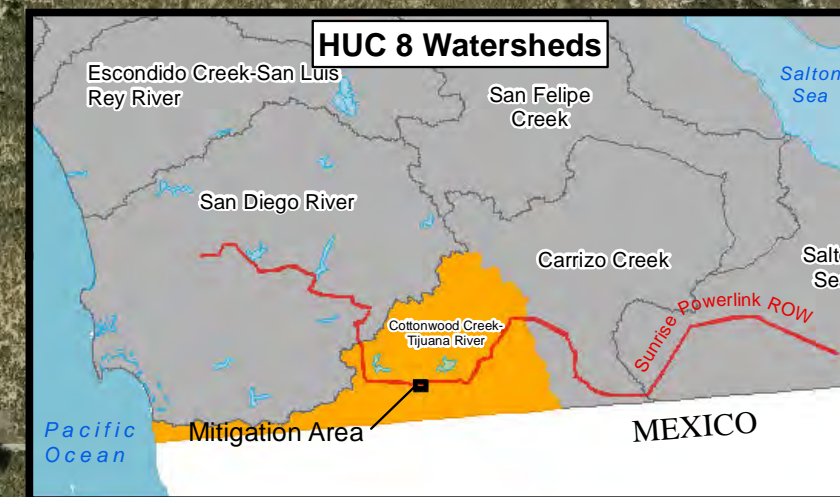 HUC 8 Watersheds
Escondido Creek-San Luis
Rey River
San Felipe
Creek
Salton
Sea
San Diego River
Carrizo Creek
Cottonwood Creek-
Tijuana River
Sunrise Powerlink ROW
Mitigation Area
Pacific
Ocean
MEXICO